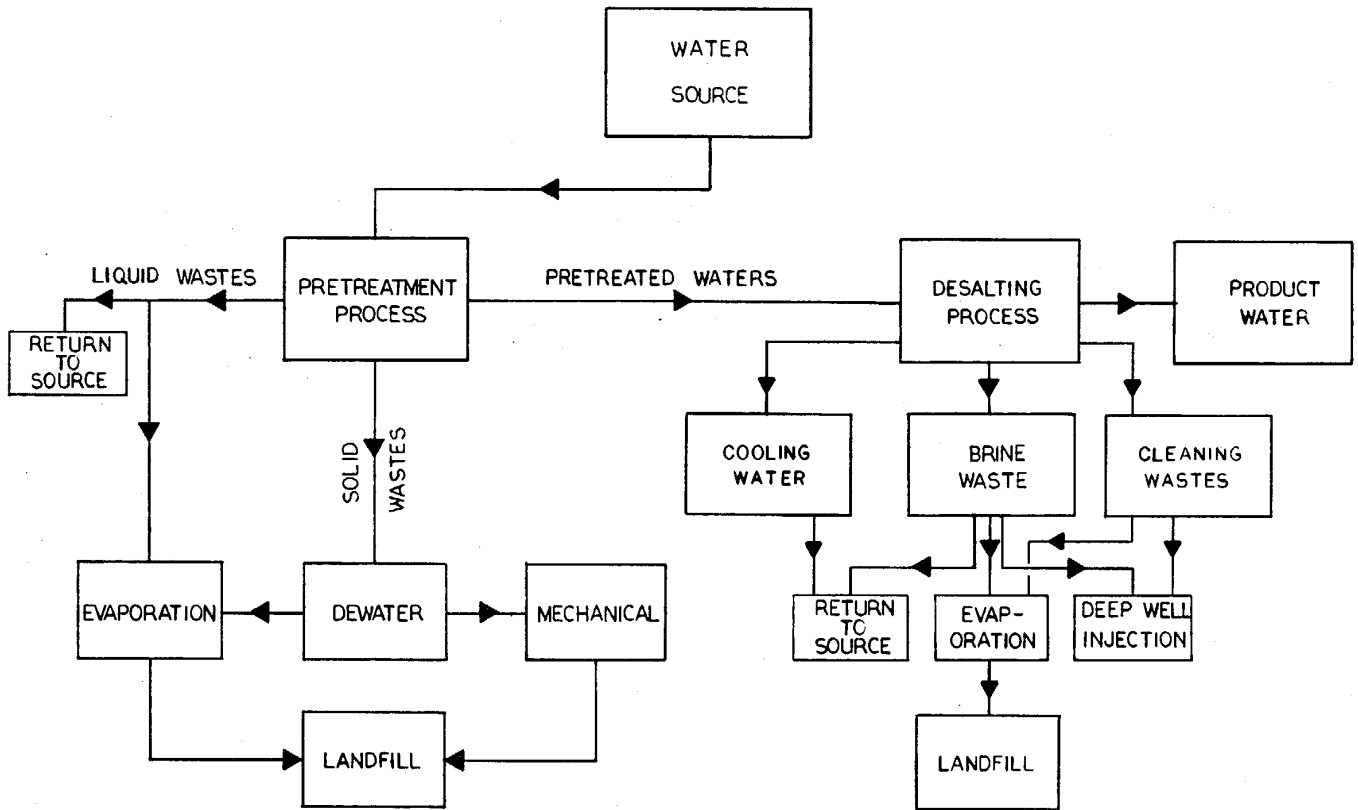 WATER
SOURCE
LIQUID WASTES
PRETREATMENT
PROCESS
PRETREATED WATERS
DESALTING
PROCESS
PRODUCT
WATER
RETURN
TO
SOURCE
SOLID
WASTES
COOLING
WATER
BRINE
WASTE
CLEANING
WASTES
EVAPORATION
DEWATER
MECHANICAL
RETURN
TO
SOURCE
EVAP-
ORATION
DEEP WELL
INJECTION
LANDFILL
LANDFILL